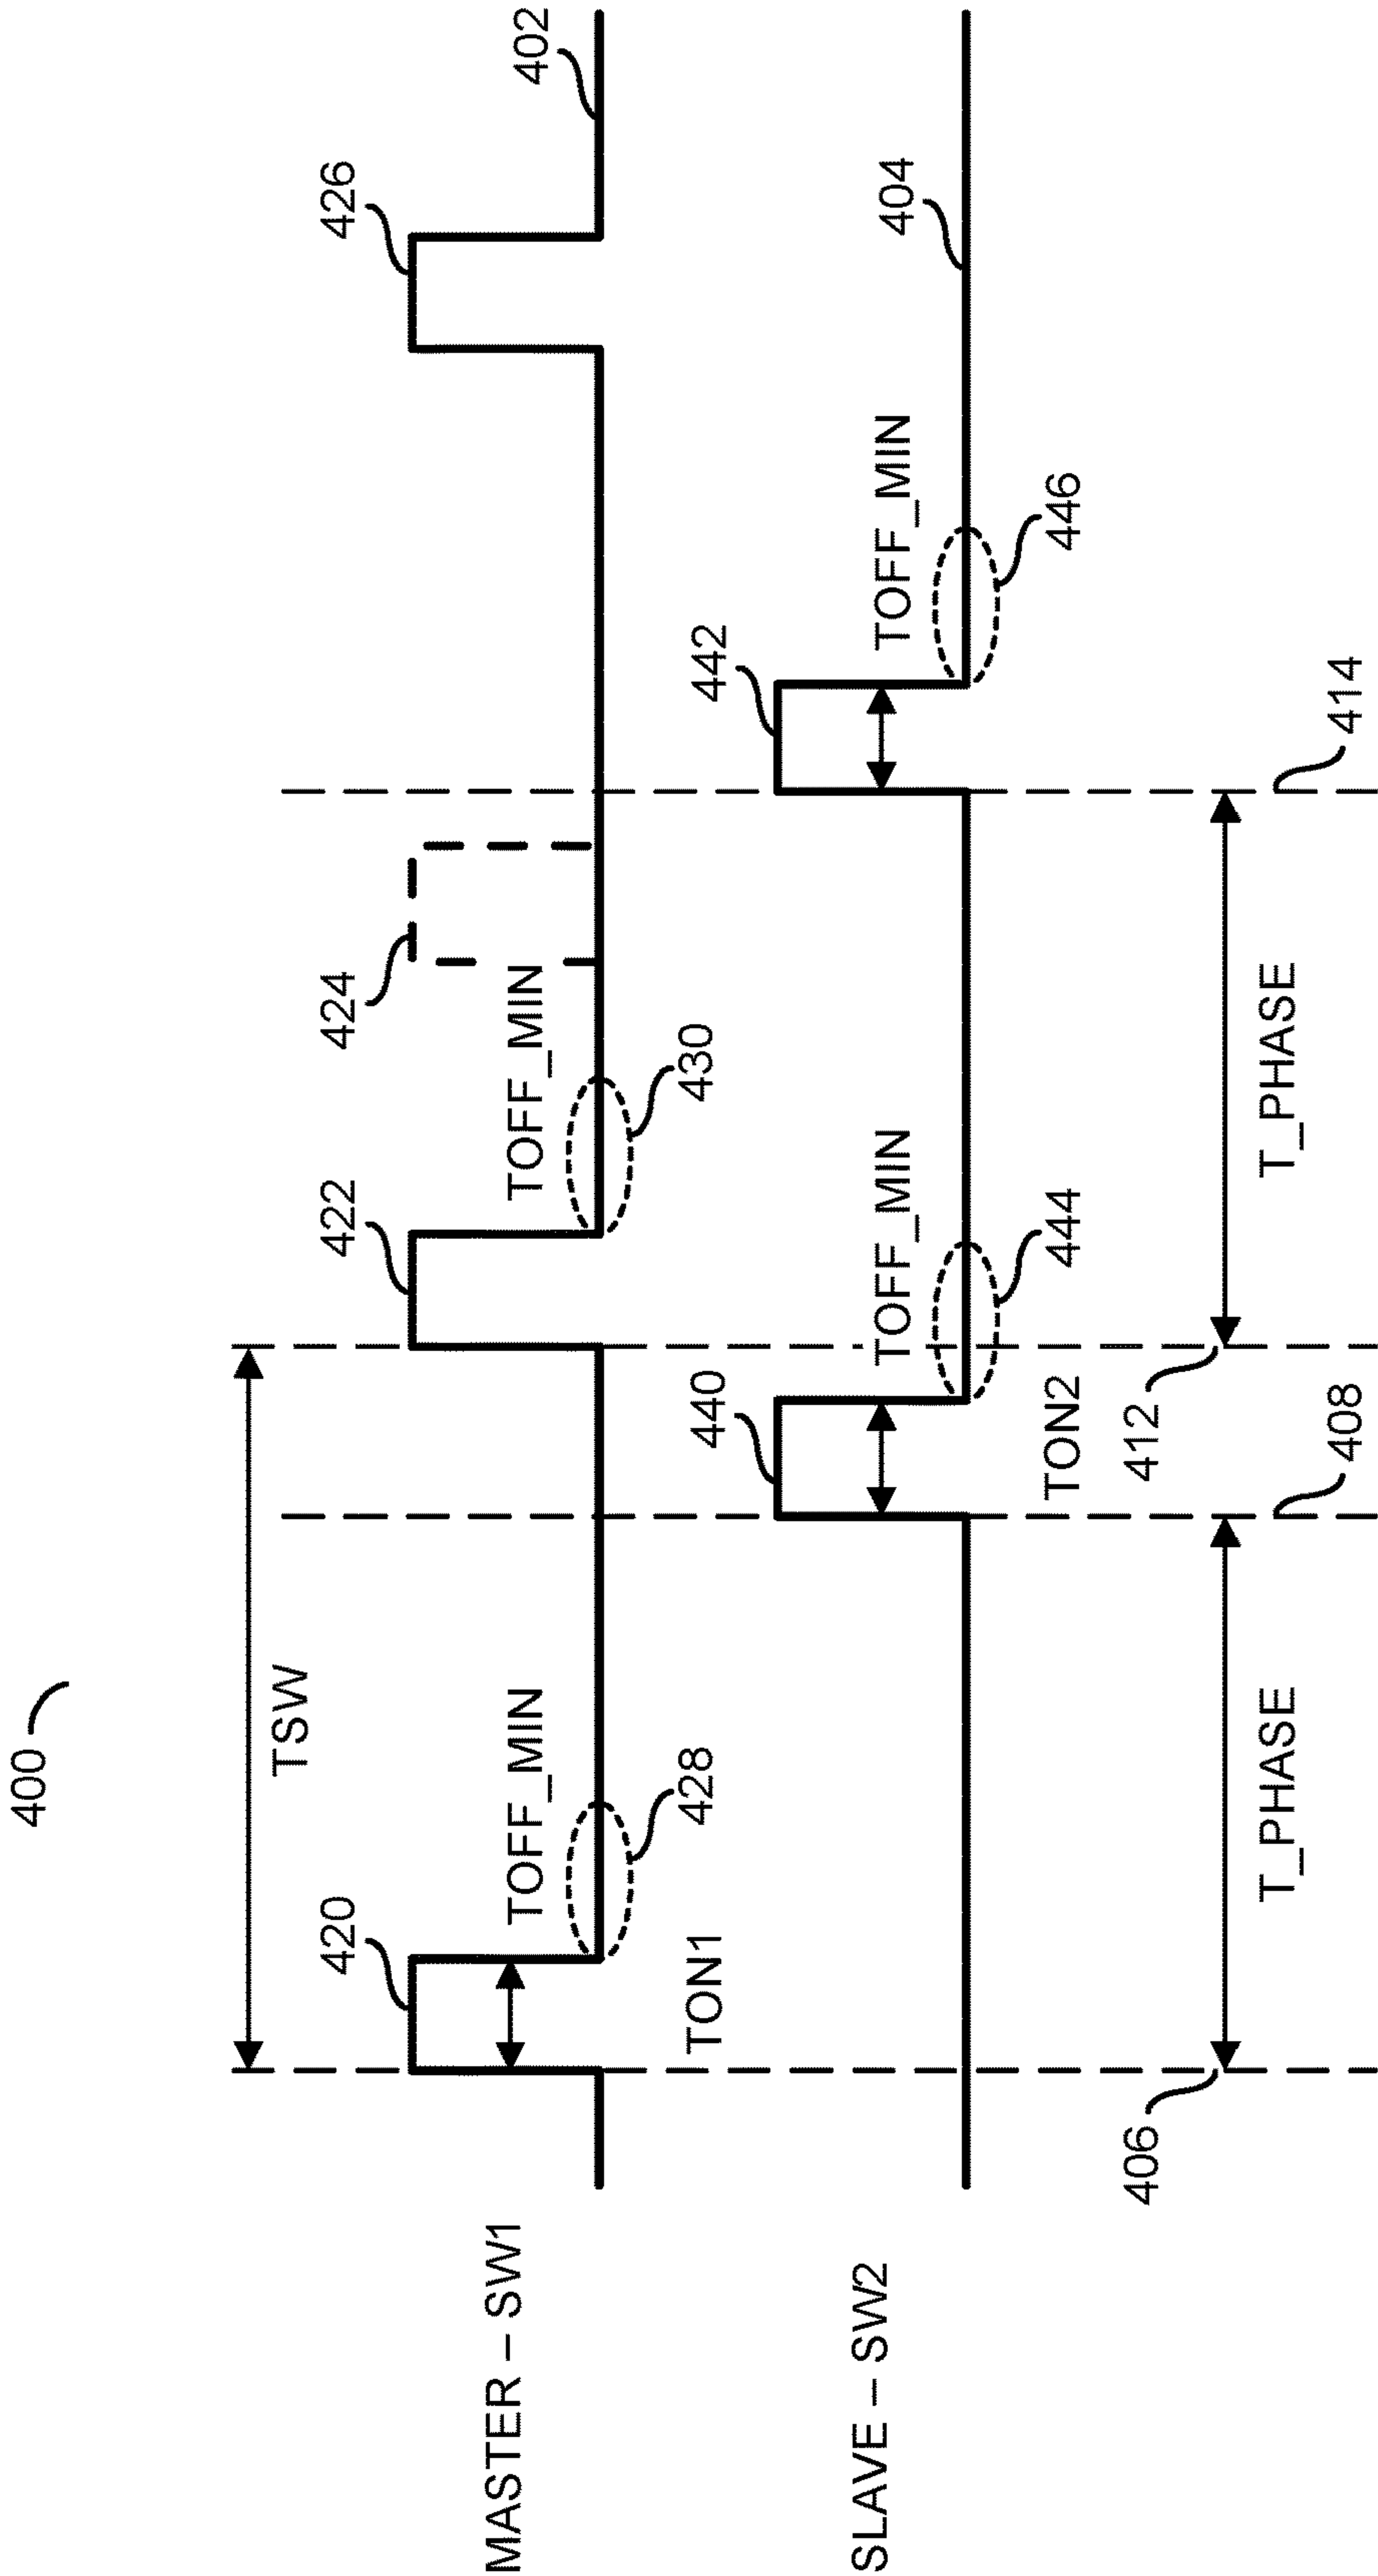 400
TSW
420
422
424
426
402
MASTER – SW1
TOFF_MIN
TOFF_MIN
428
430
TON1
440
442
404
SLAVE – SW2
TOFF_MIN
TOFF_MIN
444
446
TON2
406
412
T_PHASE
T_PHASE
408
414